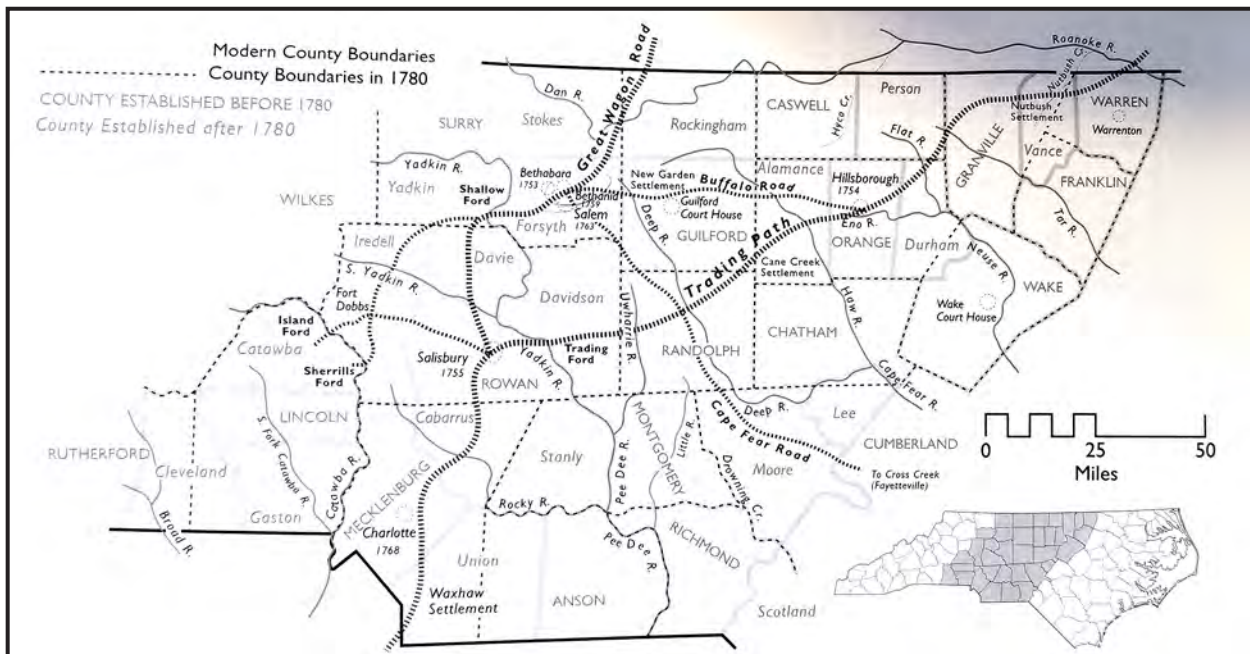 Modern County Boundaries
County Boundaries in 1780
COUNTY ESTABLISHED BEFORE 1780
County Established after 1780
Roanoke R.
Nutbush C.
Great Wagon Road
Dan R.
Stokes
SURRY
Rockingham
CASWELL
Hyco Cr.
Person
Nutbush
Settlement
WARREN
Warrenton
Flat R.
GRANVILLE
Vance
FRANKLIN
Tar R.
WILKES
Yadkin R.
Yadkin
Shallow
Ford
Bethabara
1753
Bethania
1759
Salem
1763
Forsyth
New Garden
Settlement
Buffalo Road
Guilford
Court House
GUILFORD
Deep R.
Alamance
Hillsborough
1754
Eno R.
ORANGE
Durham
Neuse R.
WAKE
Wake
Court House
Iredell
S. Yadkin R.
Davie
Davidson
Uwharrie R.
Trading Path
Cane Creek
Settlement
Haw R.
CHATHAM
Fort
Dobbs
Island
Ford
Catawba
Sherrills
Ford
Salisbury
1755
ROWAN
Yadkin R.
Trading
Ford
RANDOLPH
Cape Fear R.
Deep R.
Lee
CUMBERLAND
LINCOLN
S. Fork Catawba R.
Cabarrus
Stanly
MONTGOMERY
Little R.
Cape Fear Road
Moore
Drowning Cr.
To Cross Creek
(Fayetteville)
RUTHERFORD
Cleveland
Broad R.
Gaston
Catawba R.
MECKLENBURG
Charlotte
1768
Rocky R.
Pee Dee R.
Pee Dee R.
RICHMOND
Union
Waxhaw
Settlement
ANSON
Scotland
0 25 50
Miles